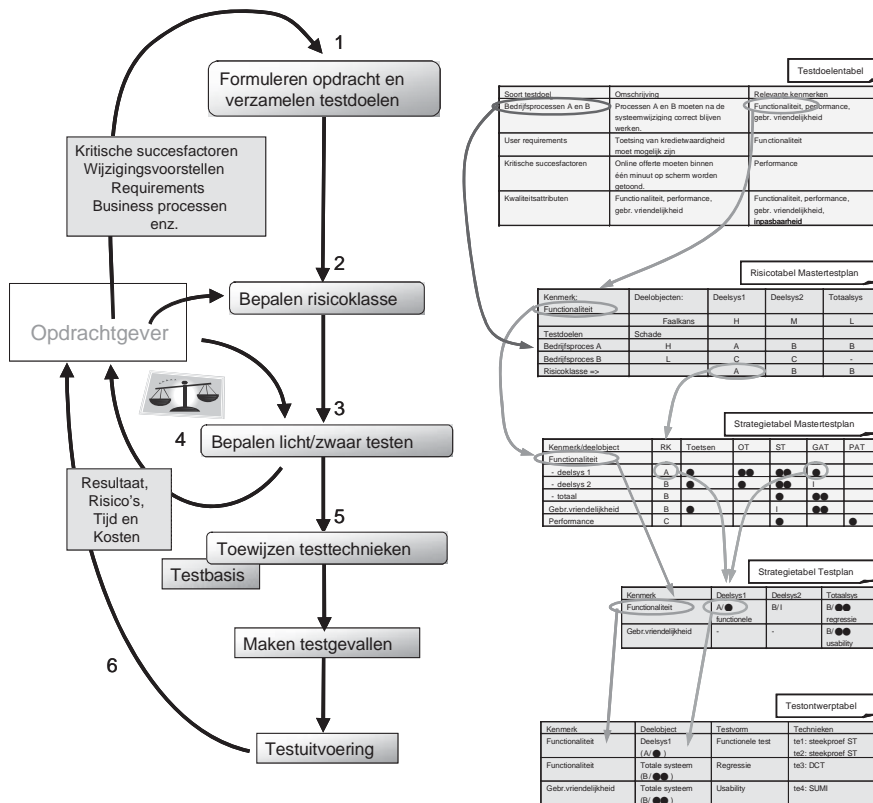 1
Formuleren opdracht en
verzamelen testdoelen
Kritische succesfactoren
Wijzigingsvoorstellen
Requirements
Business processen
enz.
2
Bepalen risicoklasse
Opdrachtgever
3
4
Bepalen licht/zwaar testen
Resultaat,
Risico's,
Tijd en
Kosten
5
Toewijzen testtechnieken
Testbasis
Maken testgevallen
6
Testuitvoering
Testdoelentabel
Soort testdoel Omschrijving Relevante kenmerken
Bedrijfsprocessen A en B Processen A en B moeten na de Functionaliteit, performance,
systeemwijziging correct blijven gebr. vriendelijkheid
werken.
User requirements Toetsing van kredietwaardigheid Functionaliteit
moet mogelijk zijn
Kritische succesfactoren Online offerte moeten binnen Performance
één minuut op scherm worden
getoond.
Kwaliteitsattributen Functionaliteit, performance, Functionaliteit, performance,
gebr. vriendelijkheid gebr. vriendelijkheid,
inpasbaarheid
Risicotabel Mastertestplan
Kenmerk: Deelobjecten: Deelsys1 Deelsys2 Totaalsys
Functionaliteit
Faalkans H M L
Testdoelen Schade
Bedrijfsproces A H A B B
Bedrijfsproces B L C C -
Risicoklasse => A B B
Strategietabel Mastertestplan
Kenmerk/deelobject RK Toetsen OT ST GAT PAT
Functionaliteit
- deelsys 1 A ● ●● ●● ●
- deelsys 2 B ● ● ●● I
- totaal B ● ●●
Gebr.vriendelijkheid B ● I ●●
Performance C ● ●
Strategietabel Testplan
Kenmerk Deelsys1 Deelsys2 Totaalsys
Functionaliteit A/● B/ I B/●●
functionele regressie
Gebr.vriendelijkheid - - B/●●
usability
Testontwerptabel
Kenmerk Deelobject Testvorm Technieken
Functionaliteit Deelsys1 Functionele test te1: steekproef ST
(A/● ) te2: steekproef ST
Functionaliteit Totale systeem Regressie te3: DCT
(B/●● )
Gebr.vriendelijkheid Totale systeem Usability te4: SUMI
(B/●● )